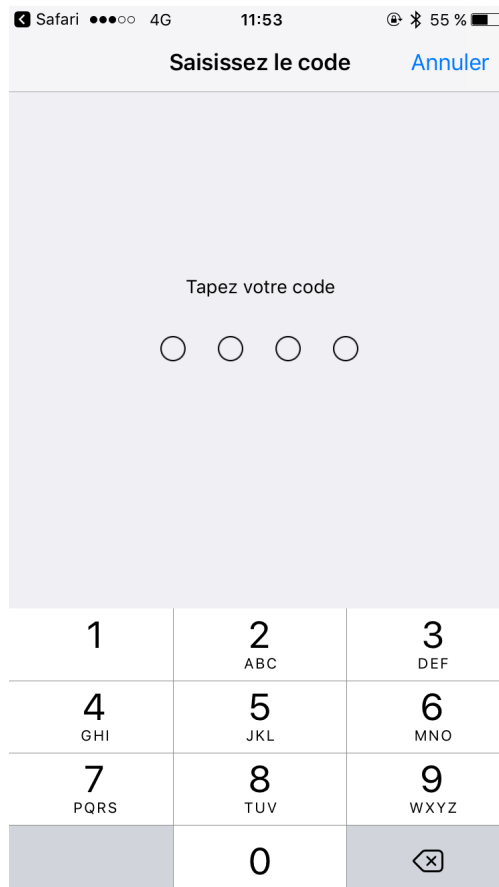 Safari 4G 11:53 55 %
Saisissez le code Annuler
Tapez votre code
1 2 3
ABC DEF
4 5 6
GHI JKL MNO
7 8 9
PQRS TUV WXYZ
0